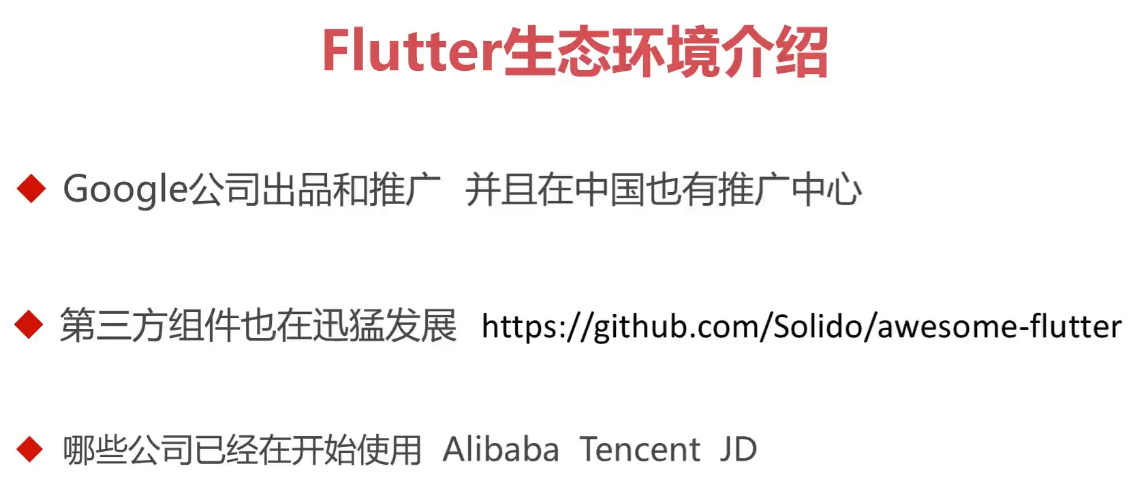 Flutter生态环境介绍
Google公司出品和推广 并且在中国也有推广中心
第三方组件也在迅猛发展 https://github.com/Solido/awesome-flutter
哪些公司已经在开始使用 Alibaba Tencent JD